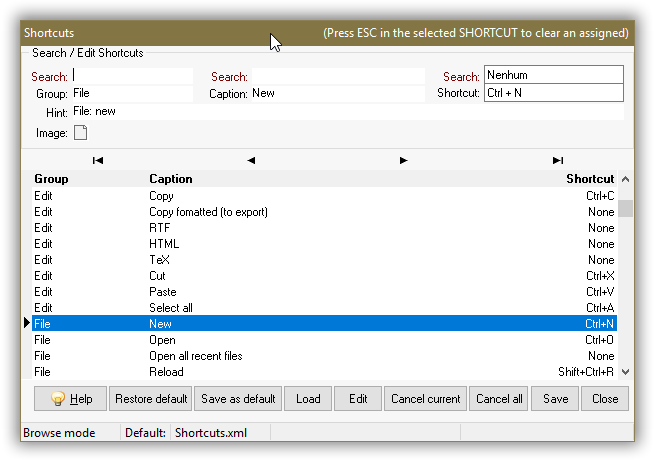 Shortcuts (Press ESC in the selected SHORTCUT to clear an assigned)
Search / Edit Shortcuts
Search: Search: Search: Nenhum
Group: File Caption: New Shortcut: Ctrl + N
Hint: File: new
Image:
Group Caption Shortcut
Edit Copy Ctrl+C
Edit Copy fomatted (to export) None
Edit RTF None
Edit HTML None
Edit TeX None
Edit Cut Ctrl+X
Edit Paste Ctrl+V
Edit Select all Ctrl+A
File New Ctrl+N
File Open Ctrl+O
File Open all recent files None
File Reload Shift+Ctrl+R
Help Restore default Save as default Load Edit Cancel current Cancel all Save Close
Browse mode Default: Shortcuts.xml